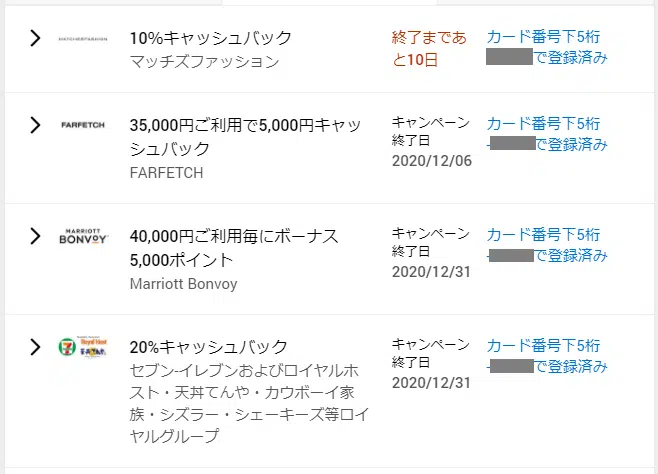 10%キャッシュバック
マッチズファッション
終了まであ
と10日
カード番号下5桁
で登録済み
FARFETCH
35,000円ご利用で5,000円キャッ
シュバック
FARFETCH
キャンペーン
終了日
2020/12/06
カード番号下5桁
-で登録済み
MARRIOTT
BONVOY
40,000円ご利用毎にボーナス
5,000ポイント
Marriott Bonvoy
キャンペーン
終了日
2020/12/31
カード番号下5桁
-で登録済み
20%キャッシュバック
セブン-イレブンおよびロイヤルホ
スト・天丼てんや・カウボーイ家
族・シズラー・シェーキーズ等ロイ
ヤルグループ
キャンペーン
終了日
2020/12/31
カード番号下5桁
-で登録済み